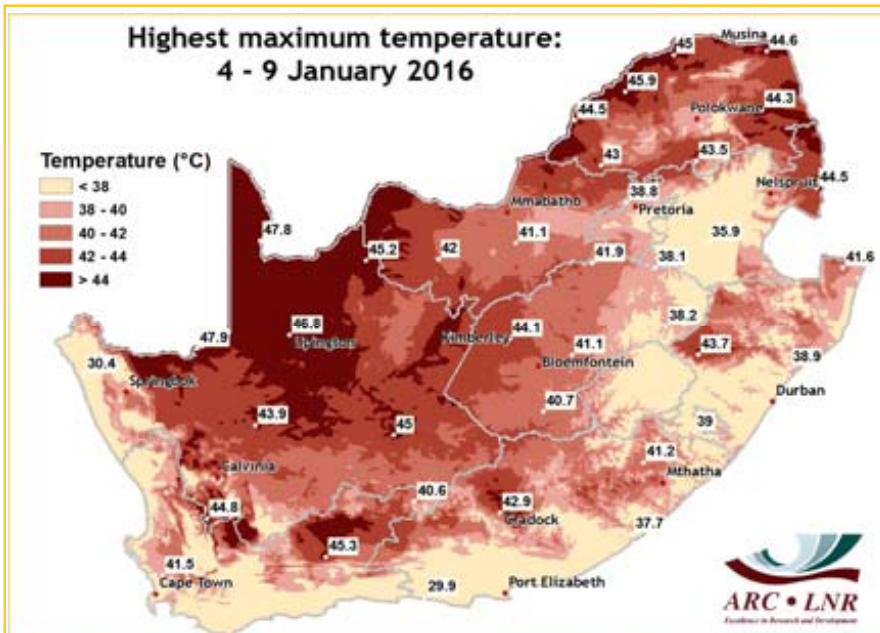 Highest maximum temperature:
4 - 9 January 2016
Musina
45
44.6
45.9
44.5
44.3
Polokwane
43
43.5
Temperature (°C)
< 38
38 - 40
40 - 42
42 - 44
> 44
38.8
Nelspruit
44.5
Mmabatho
Pretoria
47.8
45.2
42
41.1
41.9
38.1
35.9
41.6
46.8
Upington
47.9
Kimberley
44.1
41.1
38.2
43.7
38.9
30.4
Springbok
Bloemfontein
Durban
43.9
45
40.7
39
Calvinia
41.2
Mthatha
40.6
44.8
42.9
Cradock
37.7
45.3
41.5
Cape Town
29.9
Port Elizabeth
ARC • LNR
Excellence in Research and Development